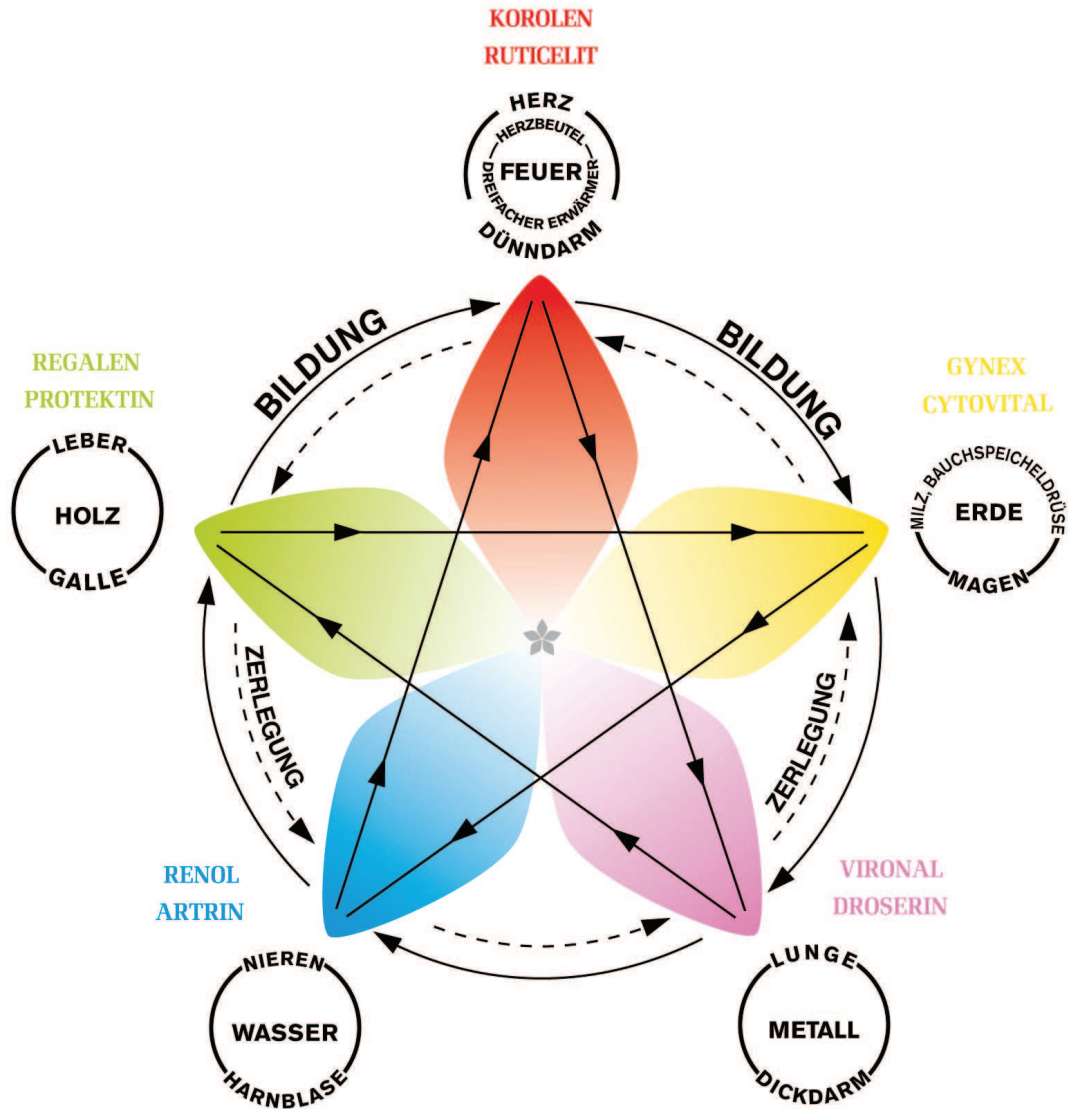 KOROLEN
RUTICELIT
HERZ
HERZBEUTEL
FEUER
DREIFACHER ERWÄRMER
DÜNNDARM
BILDUNG
BILDUNG
REGALEN
PROTEKTIN
LEBER
HOLZ
GALLE
GYNEX
CYTOVITAL
MILZ, BAUCHSPEICHELDRÜSE
ERDE
MAGEN
ZERLEGUNG
ZERLEGUNG
RENOL
ARTRIN
NIEREN
WASSER
HARNBLASE
VIRONAL
DROSERIN
LUNGE
METALL
DICKDARM